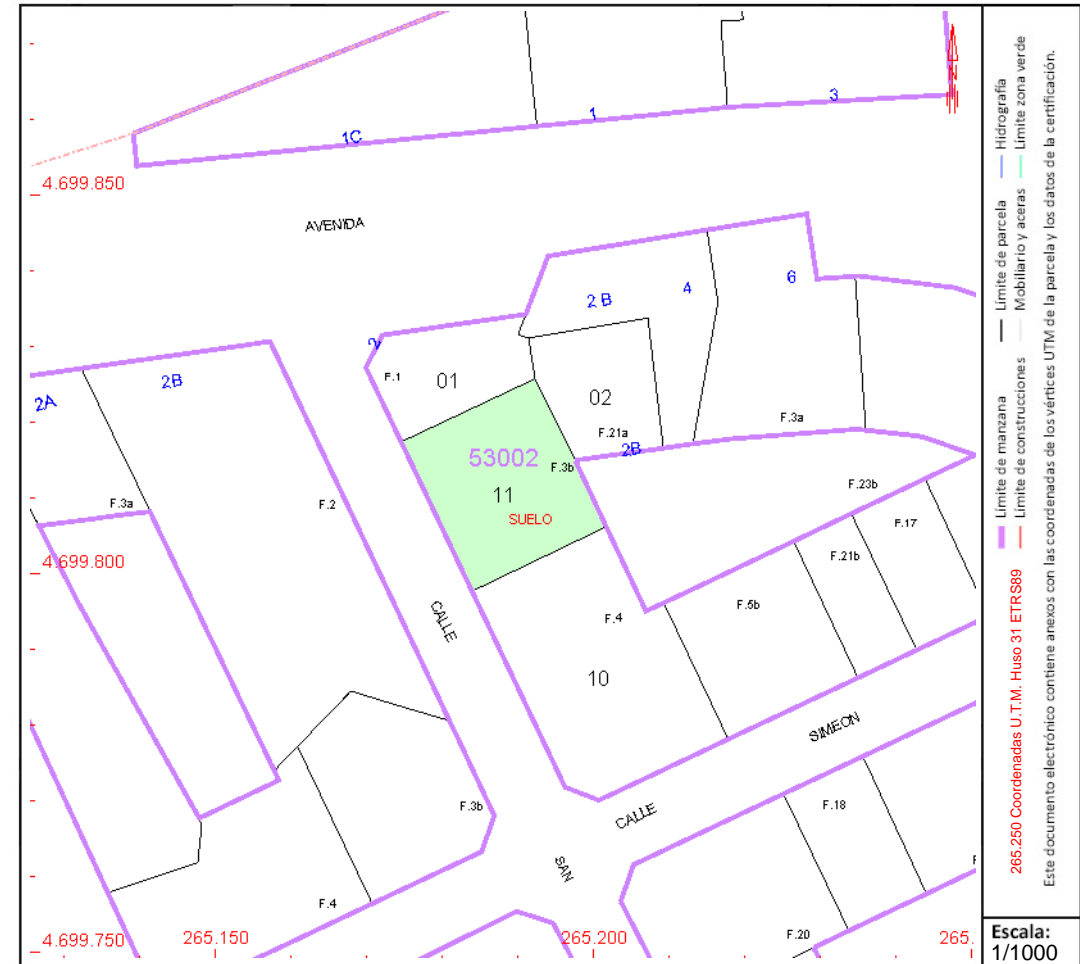 3
1
1C
4.699.850
AVENIDA
6
4
2 B
2
F.1
01
2B
2A
02
F.3a
F.21a
2B
53002
F.3b
11
SUELO
F.2
F.3a
F.23b
F.17
F.21b
4.699.800
CALLE
F.4
F.5b
10
SIMEON
F.3b
CALLE
F.18
SAN
F.4
F.20
4.699.750
265.150
265.200
265.
Límite de manzana
Límite de parcela
Hidrografía
Límite de construcciones
Mobiliario y aceras
Límite zona verde
265.250 Coordenadas U.T.M. Huso 31 ETRS89
Este documento electrónico contiene anexos con las coordenadas de los vértices UTM de la parcela y los datos de la certificación.
Escala:
1/1000